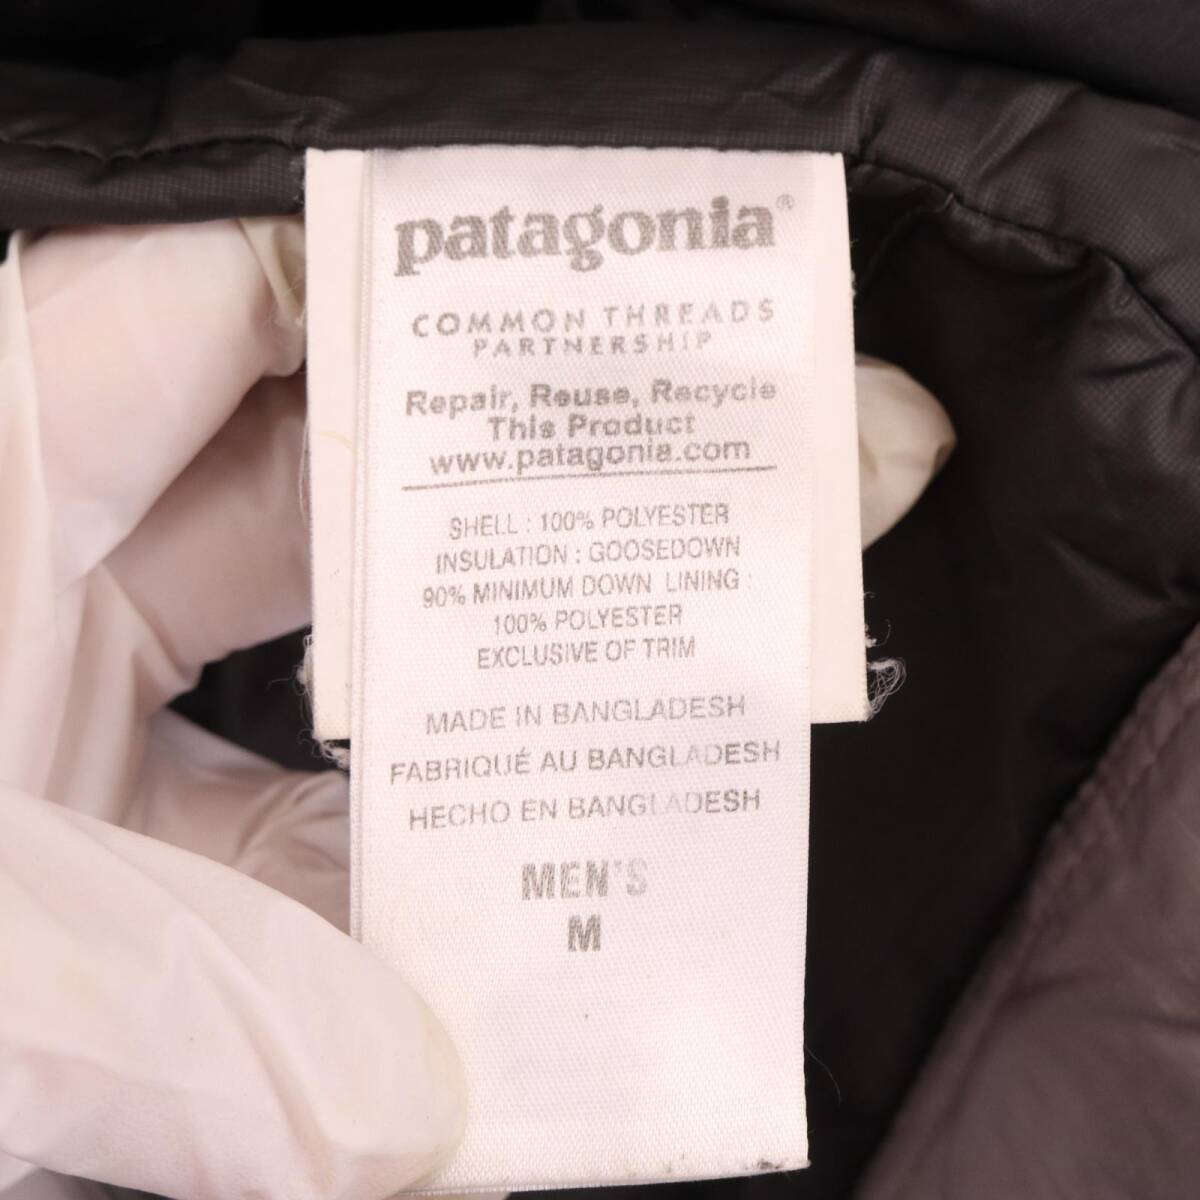 patagonia®
COMMON THREADS
PARTNERSHIP
Repair, Reuse, Recycle
This Product
www.patagonia.com
SHELL : 100% POLYESTER
INSULATION : GOOSEDOWN
90% MINIMUM DOWN LINING :
100% POLYESTER
EXCLUSIVE OF TRIM
MADE IN BANGLADESH
FABRIQUÉ AU BANGLADESH
HECHO EN BANGLADESH
MEN'S
M